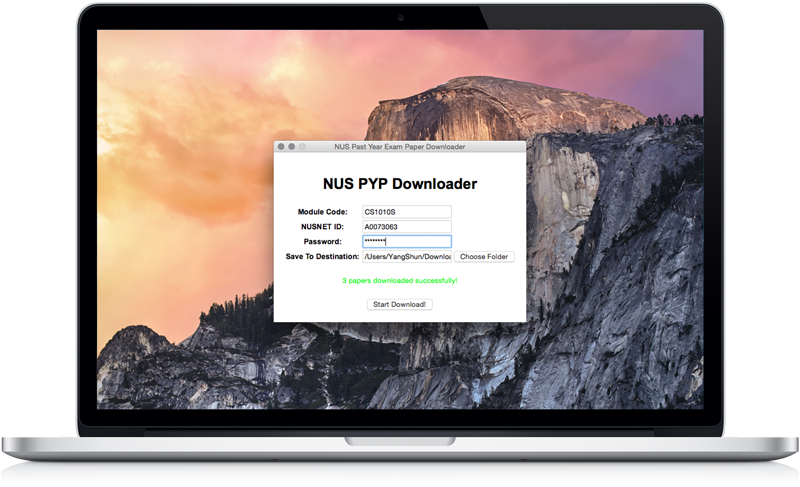 NUS Past Year Exam Paper Downloader
NUS PYP Downloader
Module Code: CS1010S
NUSNET ID: A0073063
Password: ********
Save To Destination: /Users/YangShun/Downloa Choose Folder
3 papers downloaded successfully!
Start Download!